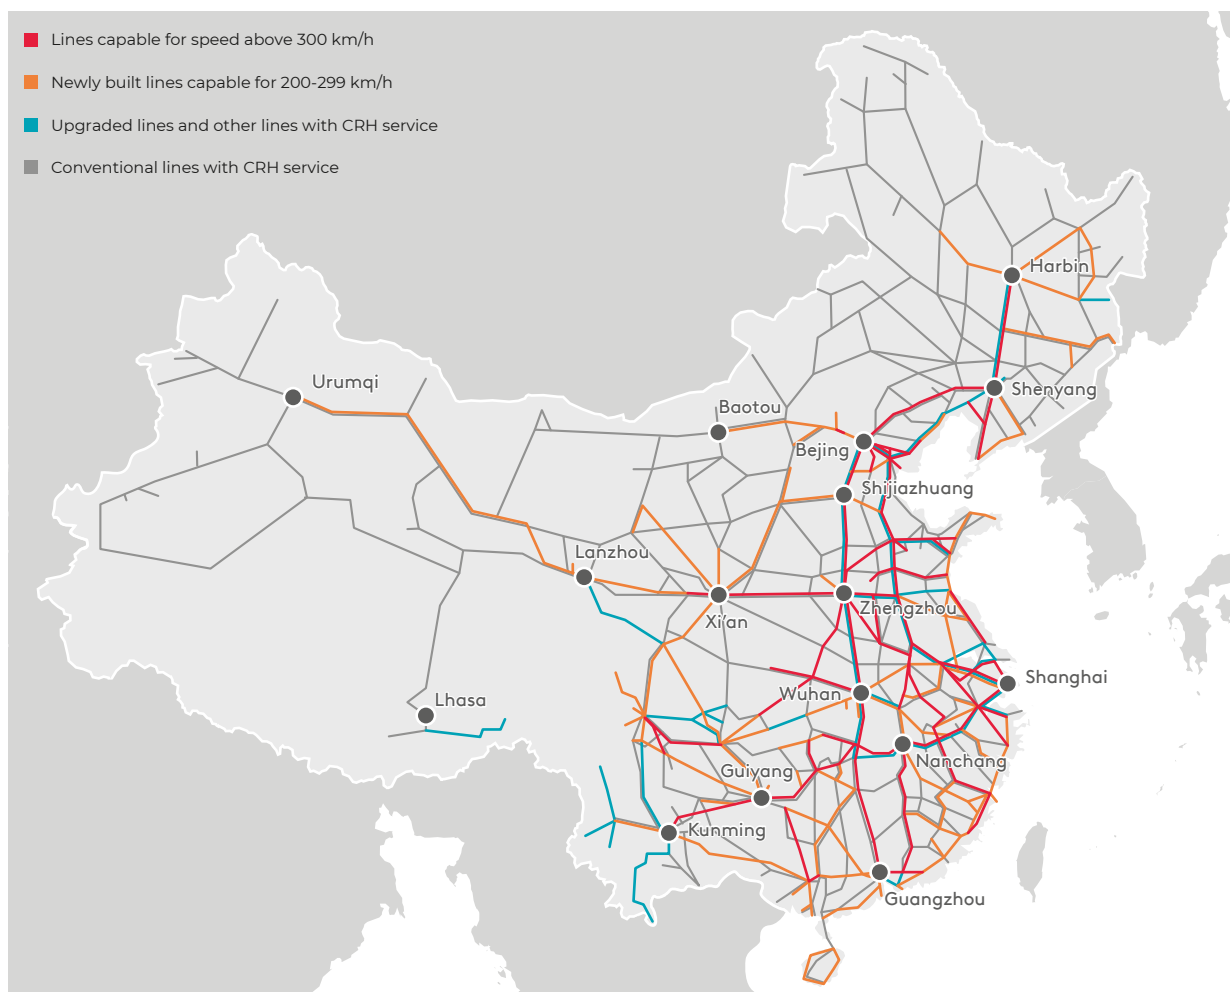 Lines capable for speed above 300 km/h
Newly built lines capable for 200-299 km/h
Upgraded lines and other lines with CRH service
Conventional lines with CRH service
Harbin
Urumqi
Shenyang
Baotou
Bejing
Shijiazhuang
Lanzhou
Zhengzhou
Xi'an
Shanghai
Wuhan
Lhasa
Nanchang
Guiyang
Kunming
Guangzhou